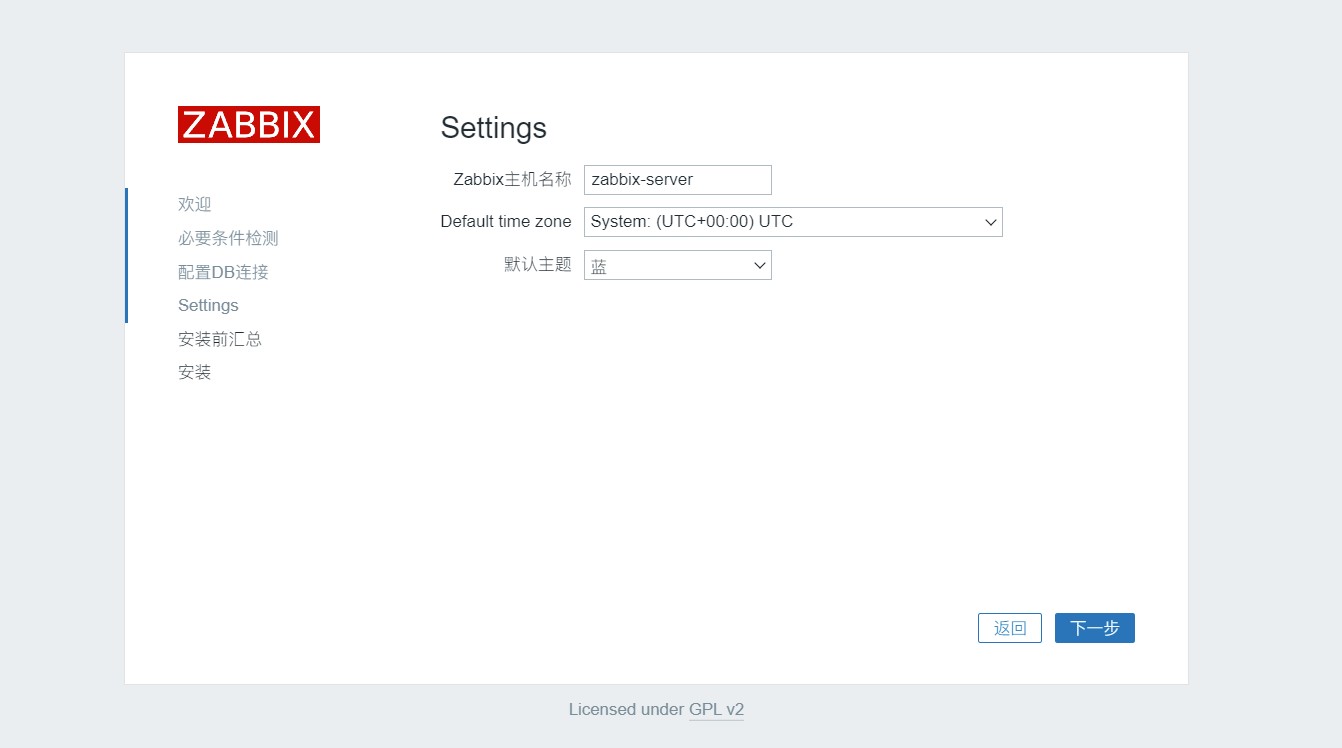 ZABBIX
欢迎
必要条件检测
配置DB连接
Settings
安装前汇总
安装
Settings
Zabbix主机名称 zabbix-server
Default time zone System: (UTC+00:00) UTC
默认主题 蓝
返回 下一步
Licensed under GPL v2